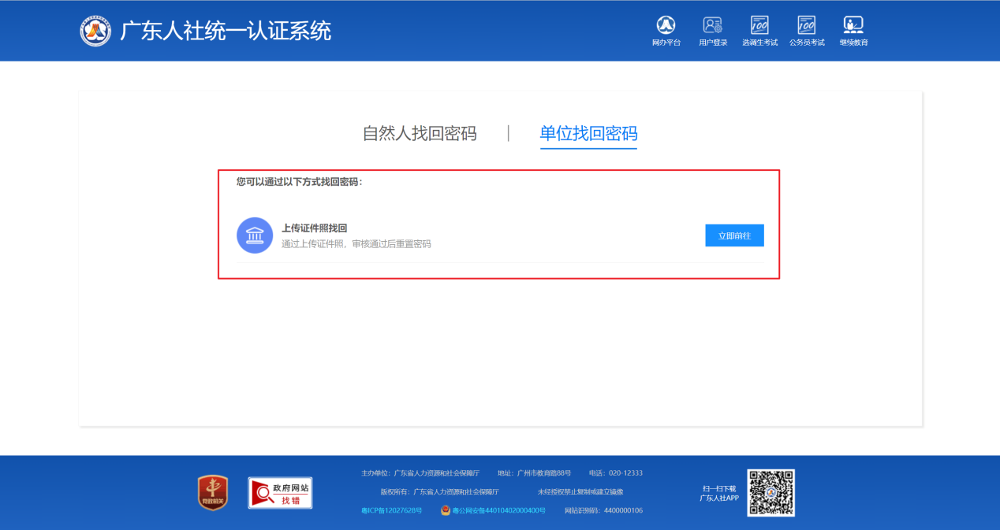 广东人社统一认证系统
网办平台
用户登录
选调生考试
公务员考试
继续教育
自然人找回密码 | 单位找回密码
您可以通过以下方式找回密码：
上传证件照找回
通过上传证件照，审核通过后重置密码
立即前往
党政机关
政府网站
找错
主办单位：广东省人力资源和社会保障厅 地址：广州市教育路88号 电话：020-12333
版权所有：广东省人力资源和社会保障厅 未经授权禁止复制或建立镜像
粤ICP备12027628号 粤公网安备44010402000400号 网站识别码：4400000106
扫一扫下载
广东人社APP